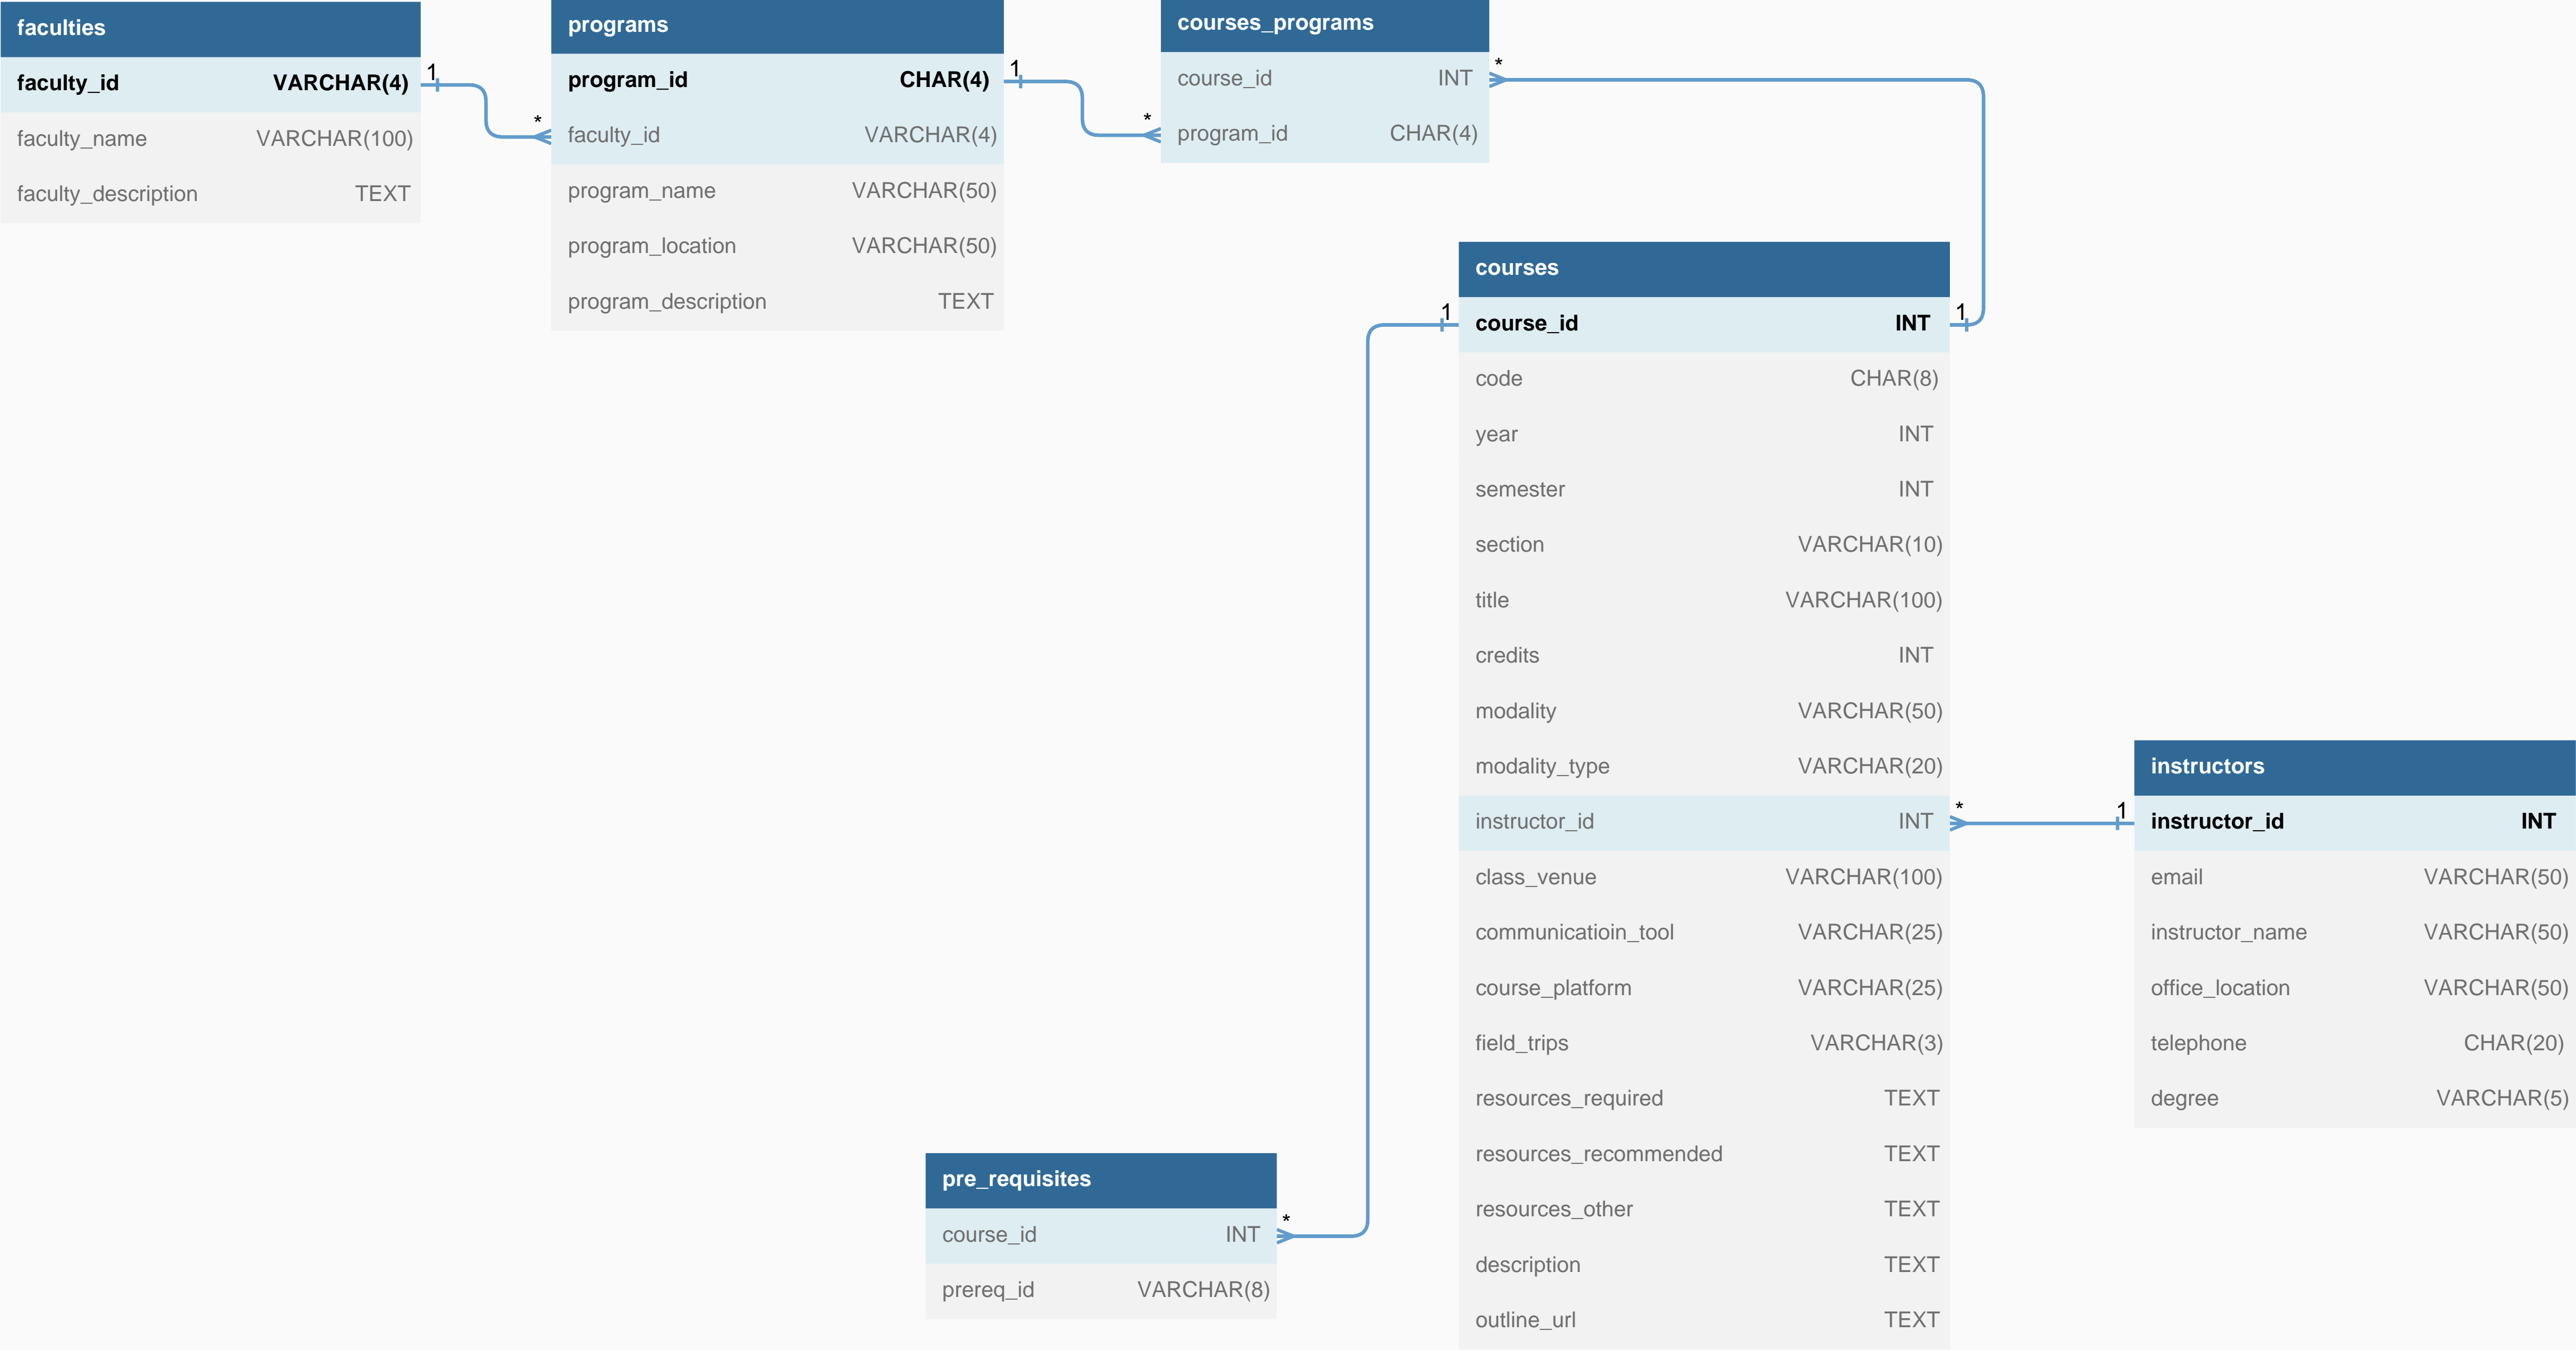 faculties
faculty_id VARCHAR(4)
faculty_name VARCHAR(100)
faculty_description TEXT
1
*
programs
program_id CHAR(4)
faculty_id VARCHAR(4)
program_name VARCHAR(50)
program_location VARCHAR(50)
program_description TEXT
1
*
courses_programs
course_id INT
program_id CHAR(4)
*
1
1
courses
course_id INT
code CHAR(8)
year INT
semester INT
section VARCHAR(10)
title VARCHAR(100)
credits INT
modality VARCHAR(50)
modality_type VARCHAR(20)
instructor_id INT
class_venue VARCHAR(100)
communicatioin_tool VARCHAR(25)
course_platform VARCHAR(25)
field_trips VARCHAR(3)
resources_required TEXT
resources_recommended TEXT
resources_other TEXT
description TEXT
outline_url TEXT
*
1
instructors
instructor_id INT
email VARCHAR(50)
instructor_name VARCHAR(50)
office_location VARCHAR(50)
telephone CHAR(20)
degree VARCHAR(5)
pre_requisites
course_id INT
prereq_id VARCHAR(8)
*